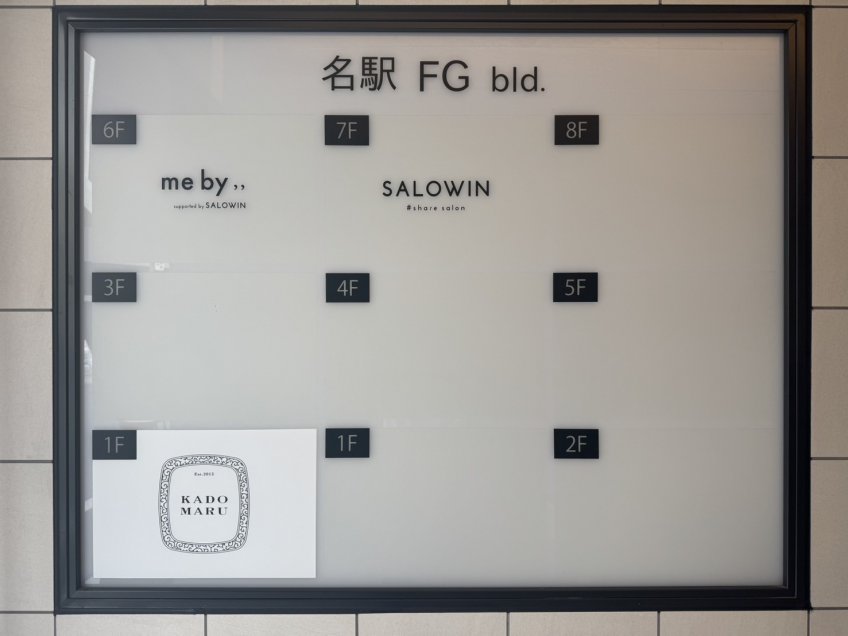 名駅 FG bld.
6F
me by ,,
supported by SALOWIN
7F
SALOWIN
#share salon
8F
3F
4F
5F
1F
Est.2015
KADO
MARU
1F
2F